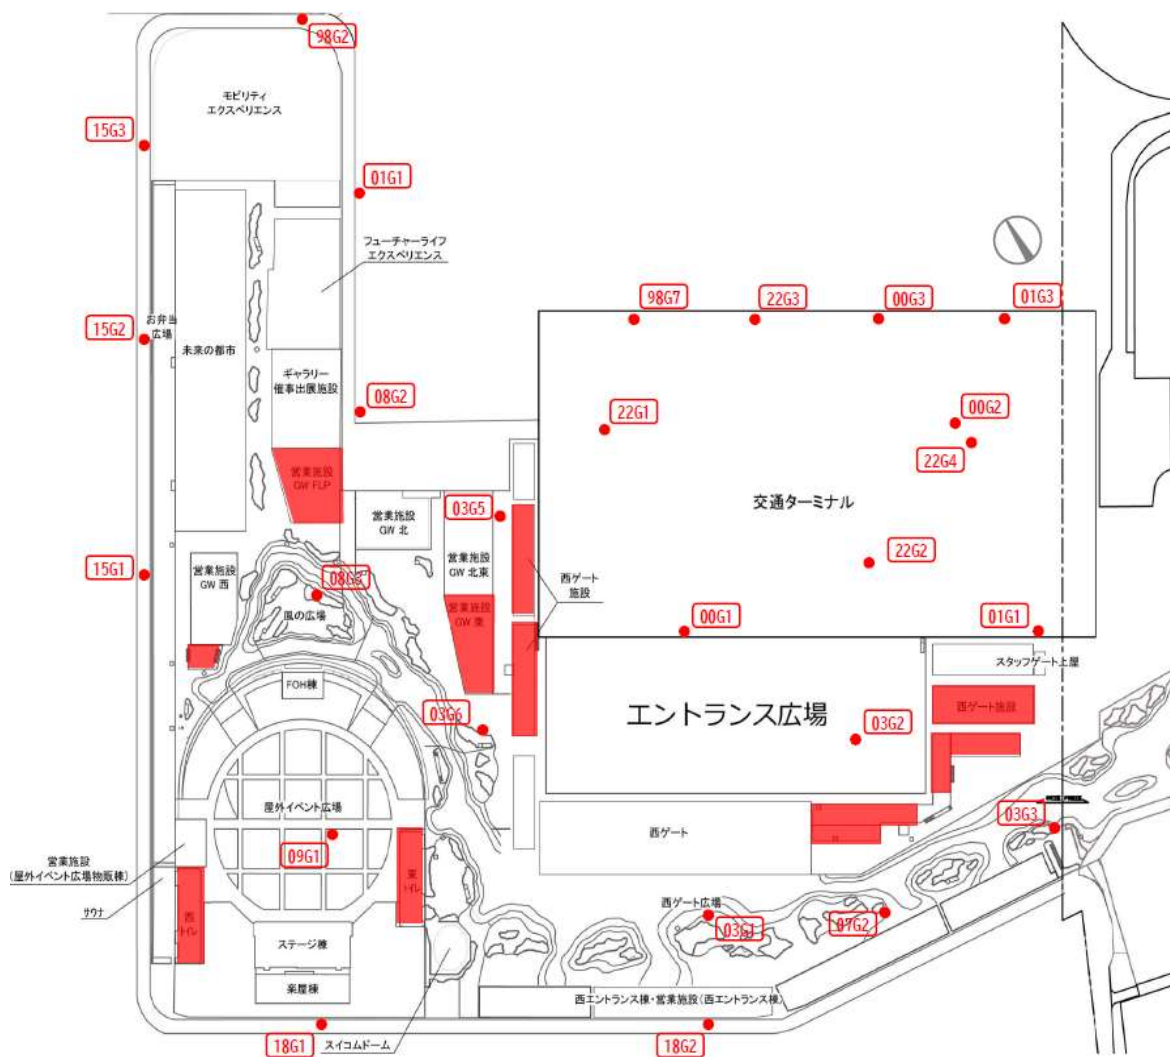 98G2
モビリティ
エクスペリエンス
15G3
01G1
フューチャーライフ
エクスペリエンス
98G7
22G3
00G3
01G3
お弁当
広場
15G2
未来の都市
ギャラリー
催事出展施設
08G2
22G1
00G2
22G4
営業施設
GW FLP
交通ターミナル
営業施設
GW 北
03G5
営業施設
GW 北東
22G2
営業施設
GW 西
15G1
西ゲート
施設
風の広場
営業施設
GW 東
00G1
01G1
スタッフゲート上屋
FOH棟
エントランス広場
西ゲート施設
03G6
03G2
屋外イベント広場
西ゲート
03G3
09G1
営業施設
(屋外イベント広場物販棟)
サウナ
東
トイレ
西
トイレ
西ゲート広場
03G1
07G2
ステージ棟
楽屋棟
西エントランス棟・営業施設(西エントランス棟)
18G1
スイコムドーム
18G2